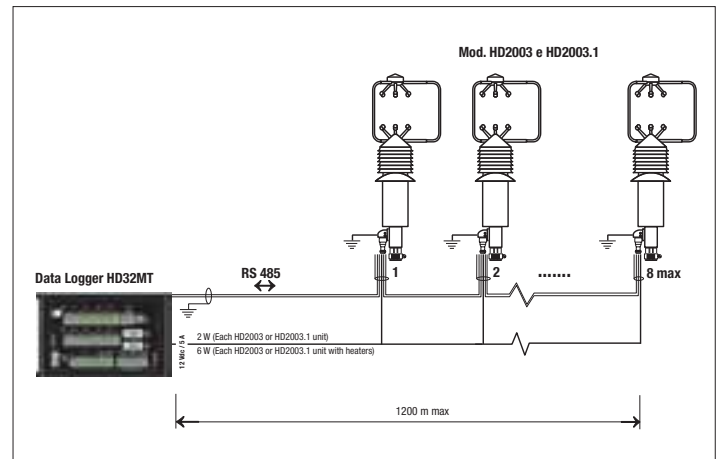 Mod. HD2003 e HD2003.1
Data Logger HD32MT
RS 485
1
2
.......
8 max
12 Vdc / 5 A
2 W (Each HD2003 or HD2003.1 unit)
6 W (Each HD2003 or HD2003.1 unit with heaters)
1200 m max